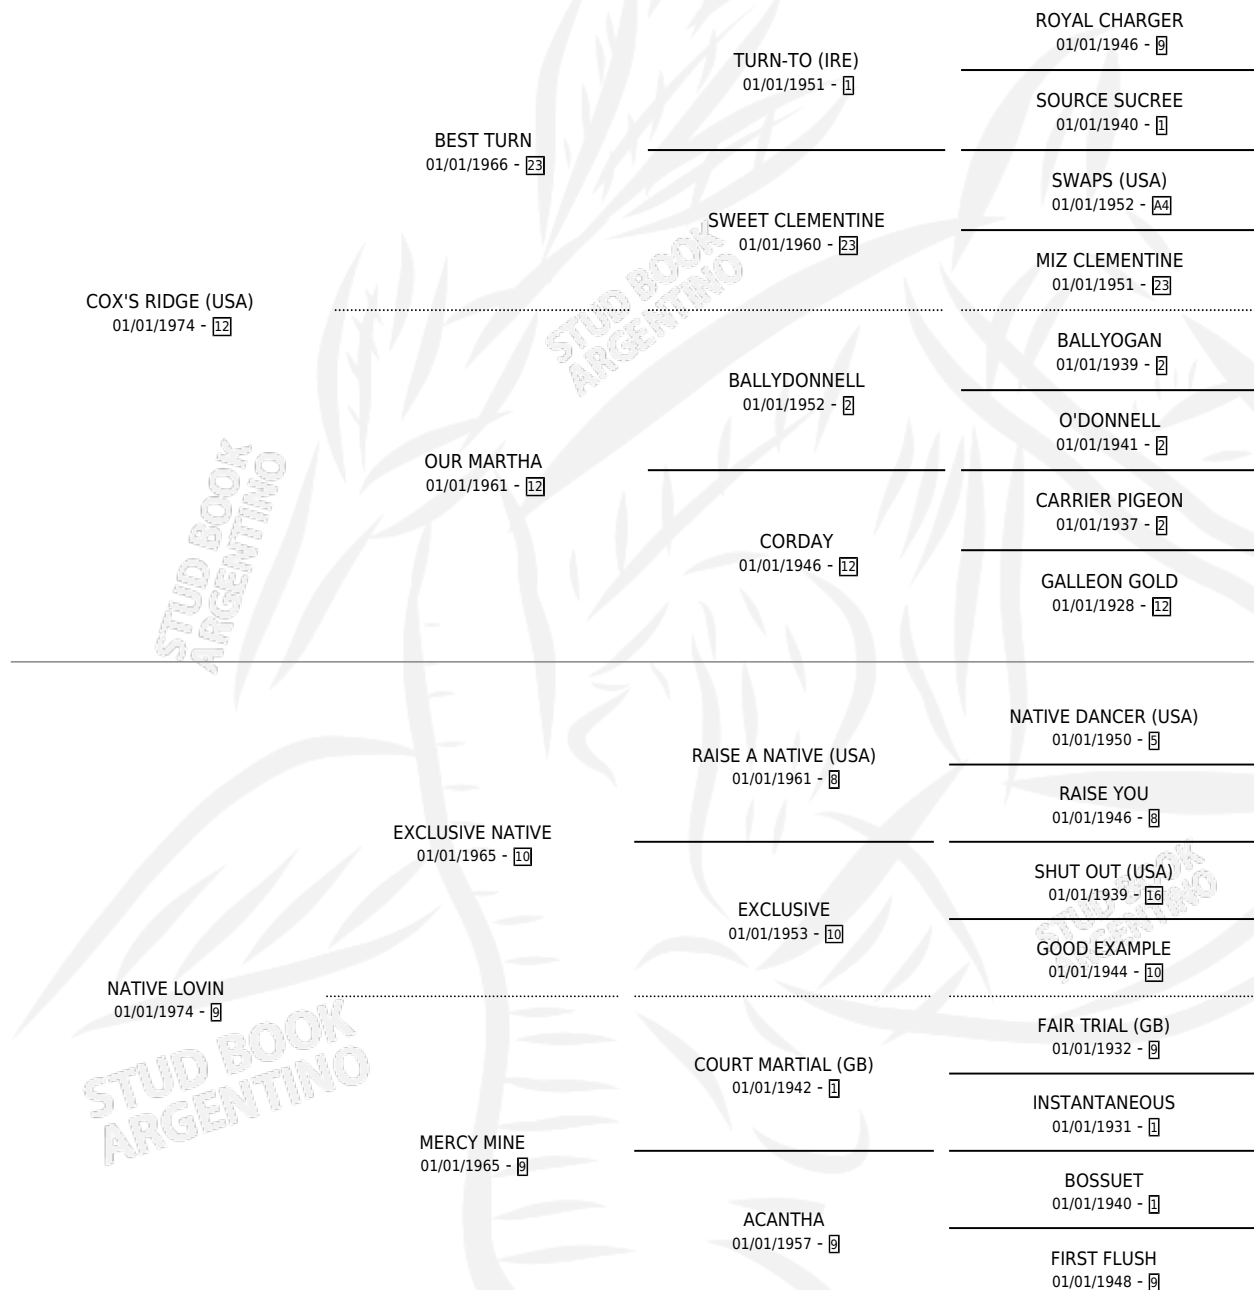 ROYAL CHARGER
01/01/1946 - 9
TURN-TO (IRE)
01/01/1951 - 1
SOURCE SUCREE
01/01/1940 - 1
BEST TURN
01/01/1966 - 23
SWAPS (USA)
01/01/1952 - A4
SWEET CLEMENTINE
01/01/1960 - 23
MIZ CLEMENTINE
01/01/1951 - 23
COX'S RIDGE (USA)
01/01/1974 - 12
BALLYOGAN
01/01/1939 - 2
BALLYDONNELL
01/01/1952 - 2
O'DONNELL
01/01/1941 - 2
OUR MARTHA
01/01/1961 - 12
CARRIER PIGEON
01/01/1937 - 2
CORDAY
01/01/1946 - 12
GALLEON GOLD
01/01/1928 - 12
NATIVE DANCER (USA)
01/01/1950 - 5
RAISE A NATIVE (USA)
01/01/1961 - 8
RAISE YOU
01/01/1946 - 8
EXCLUSIVE NATIVE
01/01/1965 - 10
SHUT OUT (USA)
01/01/1939 - 16
EXCLUSIVE
01/01/1953 - 10
GOOD EXAMPLE
01/01/1944 - 10
NATIVE LOVIN
01/01/1974 - 9
FAIR TRIAL (GB)
01/01/1932 - 9
COURT MARTIAL (GB)
01/01/1942 - 1
INSTANTANEOUS
01/01/1931 - 1
MERCY MINE
01/01/1965 - 9
BOSSUET
01/01/1940 - 1
ACANTHA
01/01/1957 - 9
FIRST FLUSH
01/01/1948 - 9
STUD BOOK
ARGENTINO
STUD BOOK
ARGENTINO
STUD BOOK
ARGENTINO
STUD BOOK
ARGENTINO